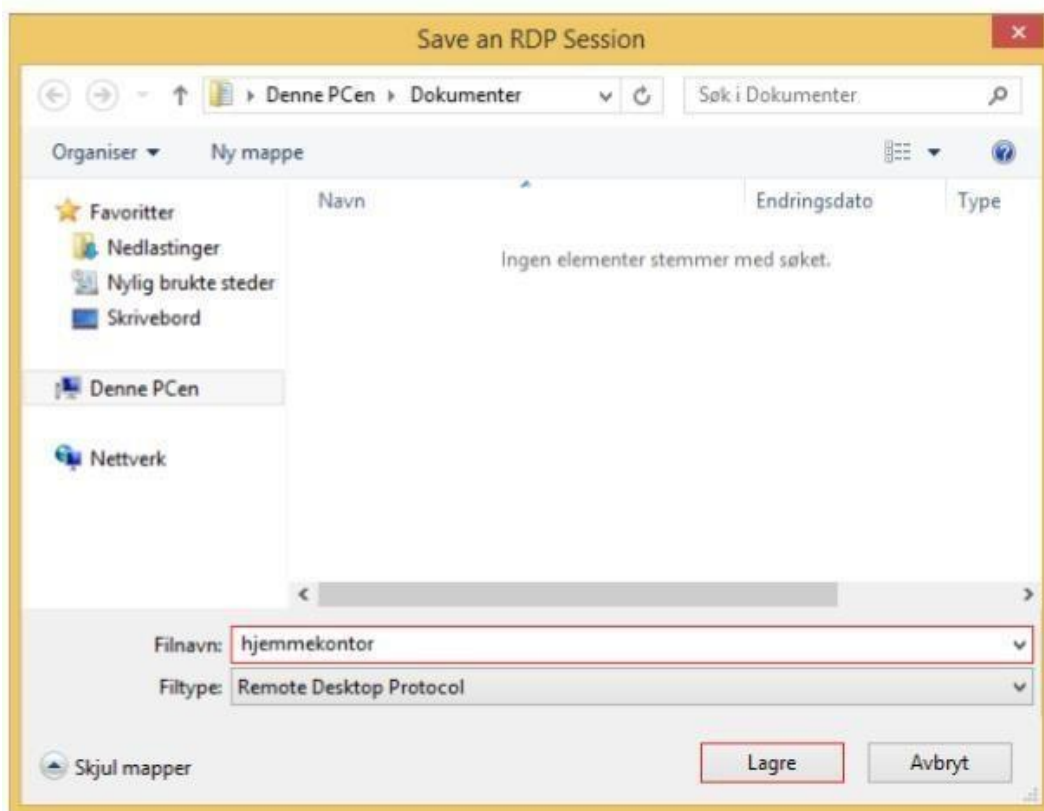 Save an RDP Session
Denne PCen Dokumenter Søk i Dokumenter
Organiser Ny mappe
Navn Endringsdato Type
Favoritter
Nedlastinger
Nylig brukte steder
Skrivebord
Denne PCen
Nettverk
Ingen elementer stemmer med søket.
Filnavn: hjemmekontor
Filtype: Remote Desktop Protocol
Skjul mapper Lagre Avbryt